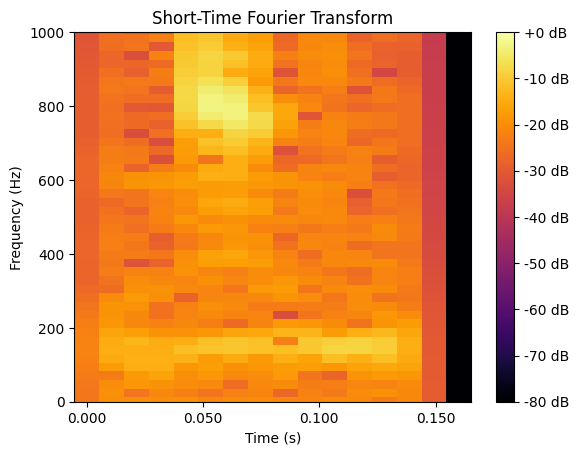 Short-Time Fourier Transform
1000
800
600
400
200
0
Frequency (Hz)
0.000
0.050
0.100
0.150
Time (s)
+0 dB
-10 dB
-20 dB
-30 dB
-40 dB
-50 dB
-60 dB
-70 dB
-80 dB